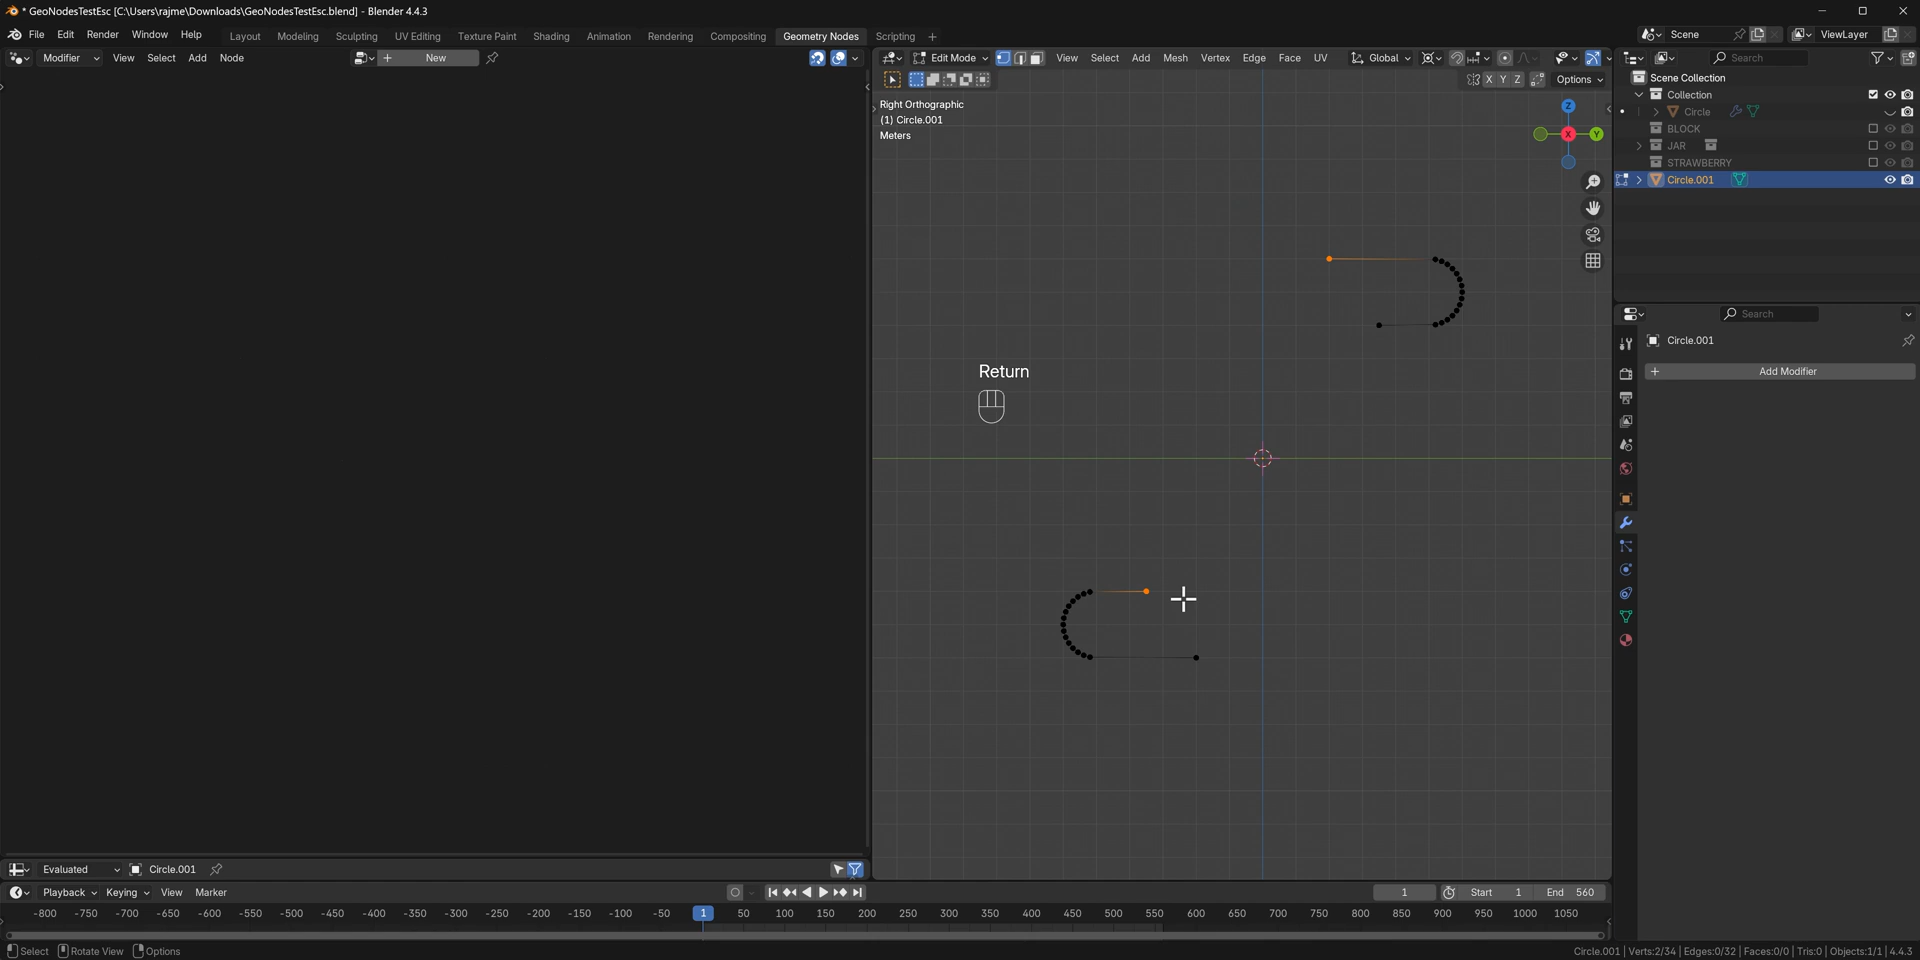 * GeoNodesTestEsc [C:\Users\rajme\Downloads\GeoNodesTestEsc.blend] - Blender 4.4.3
File Edit Render Window Help Layout Modeling Sculpting UV Editing Texture Paint Shading Animation Rendering Compositing Geometry Nodes Scripting + Scene ViewLayer
Modifier View Select Add Node + New Edit Mode View Select Add Mesh Vertex Edge Face UV Global Search
X Y Z Options
Scene Collection
Collection
Circle
BLOCK
JAR
STRAWBERRY
Circle.001
Right Orthographic
(1) Circle.001
Meters
Z
X
Y
Return
Search
Circle.001
+ Add Modifier
Evaluated Circle.001
Playback Keying View Marker 1 Start 1 End 560
-800 -750 -700 -650 -600 -550 -500 -450 -400 -350 -300 -250 -200 -150 -100 -50 1 50 100 150 200 250 300 350 400 450 500 550 600 650 700 750 800 850 900 950 1000 1050
Select Rotate View Options Circle.001 | Verts:2/34 | Edges:0/32 | Faces:0/0 | Tris:0 | Objects:1/1 | 4.4.3